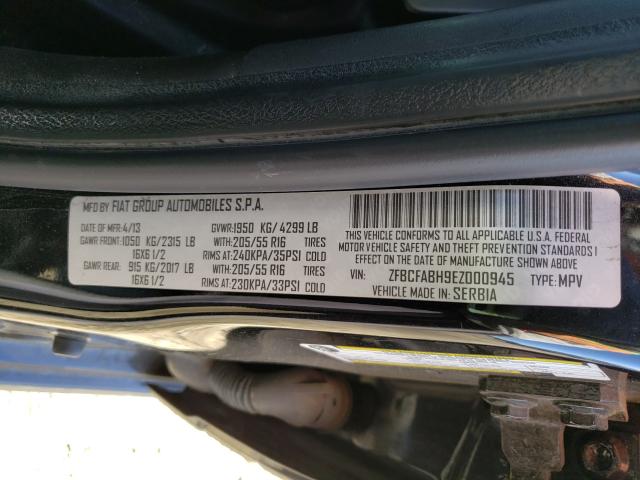 MFD BY FIAT GROUP AUTOMOBILES S.P.A.
DATE OF MFR:4/13 GVWR:1950 KG/ 4299 LB
GAWR FRONT:1050 KG/2315 LB WITH:205/55 R16 TIRES
16X6 1/2 RIMS AT:240KPA/35PSI COLD
GAWR REAR: 915 KG/2017 LB WITH:205/55 R16 TIRES
16X6 1/2 RIMS AT:230KPA/33PSI COLD
THIS VEHICLE CONFORMS TO ALL APPLICABLE U.S.A. FEDERAL
MOTOR VEHICLE SAFETY AND THEFT PREVENTION STANDARDS I
EFFECT ON THE DATE OF MANUFACTURE SHOWN ABOVE.
VIN: ZFBCFABH9EZ000945 TYPE:MPV
VEHICLE MADE IN: SERBIA